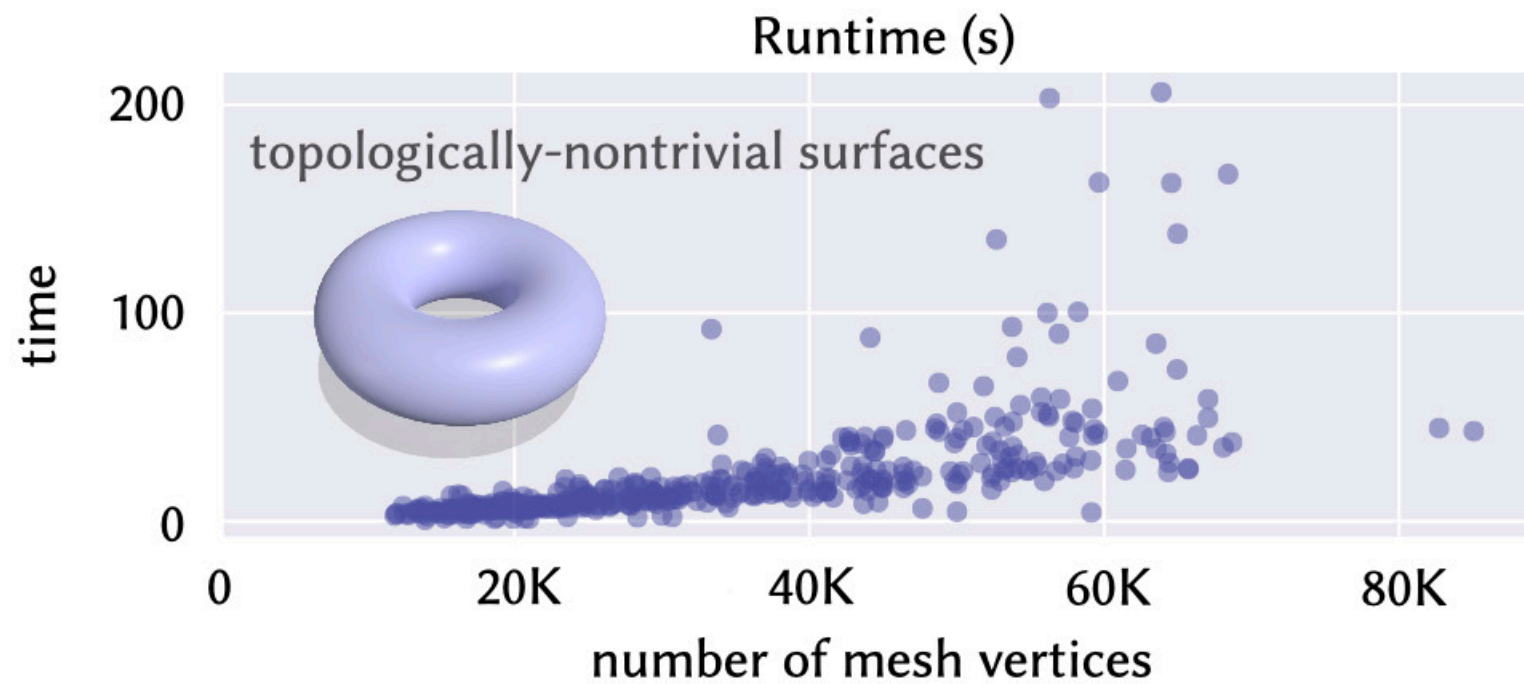 Runtime (s)
200
topologically-nontrivial surfaces
100
time
0
0 20K 40K 60K 80K
number of mesh vertices